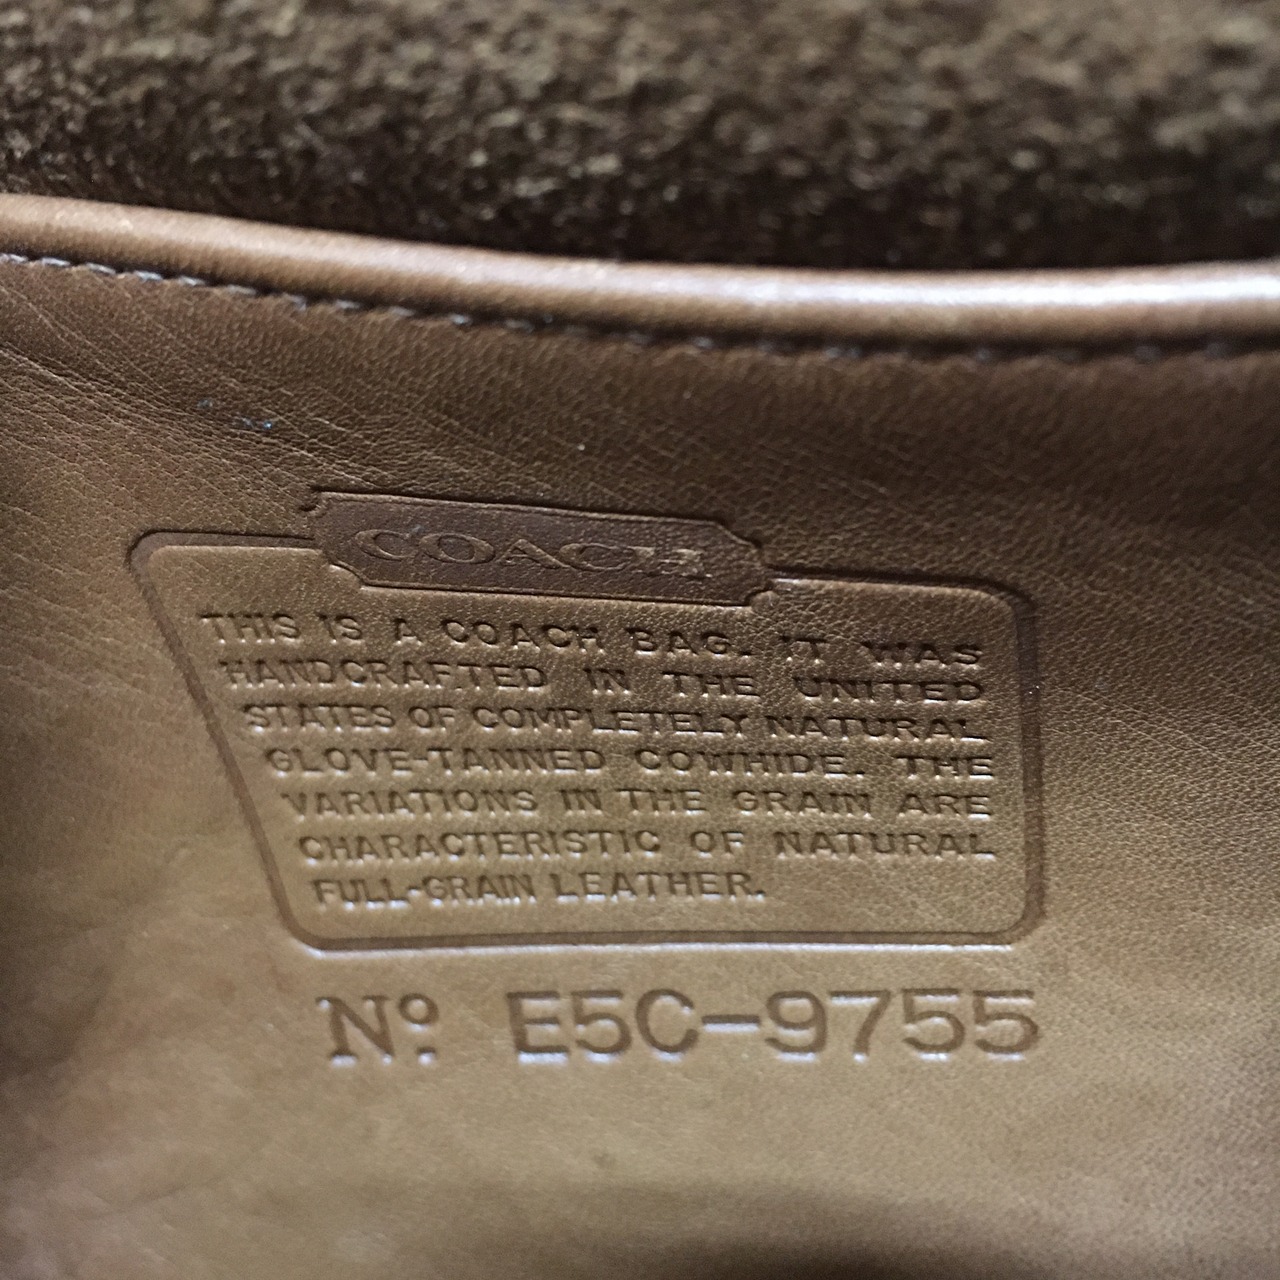 COACH
THIS IS A COACH BAG. IT WAS
HANDCRAFTED IN THE UNITED
STATES OF COMPLETELY NATURAL
GLOVE-TANNED COWHIDE. THE
VARIATIONS IN THE GRAIN ARE
CHARACTERISTIC OF NATURAL
FULL-GRAIN LEATHER.
Nº. E5C-9755